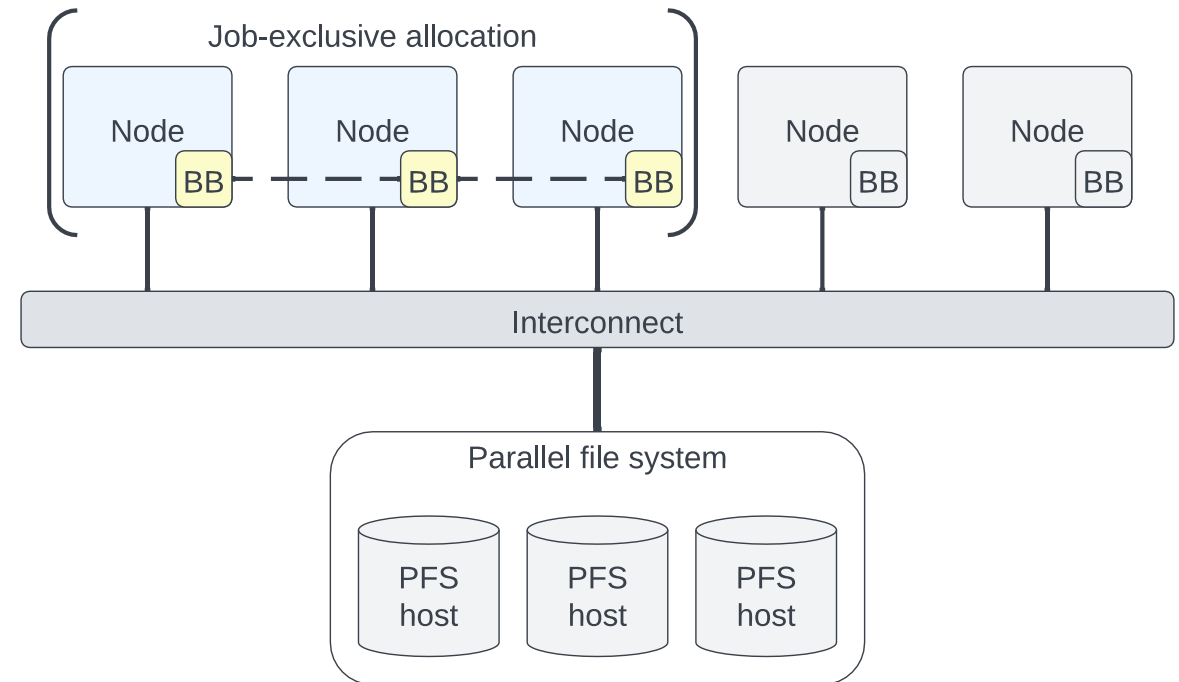 Job-exclusive allocation
Node
Node
Node
Node
Node
BB
BB
BB
BB
BB
Interconnect
Parallel file system
PFS
host
PFS
host
PFS
host